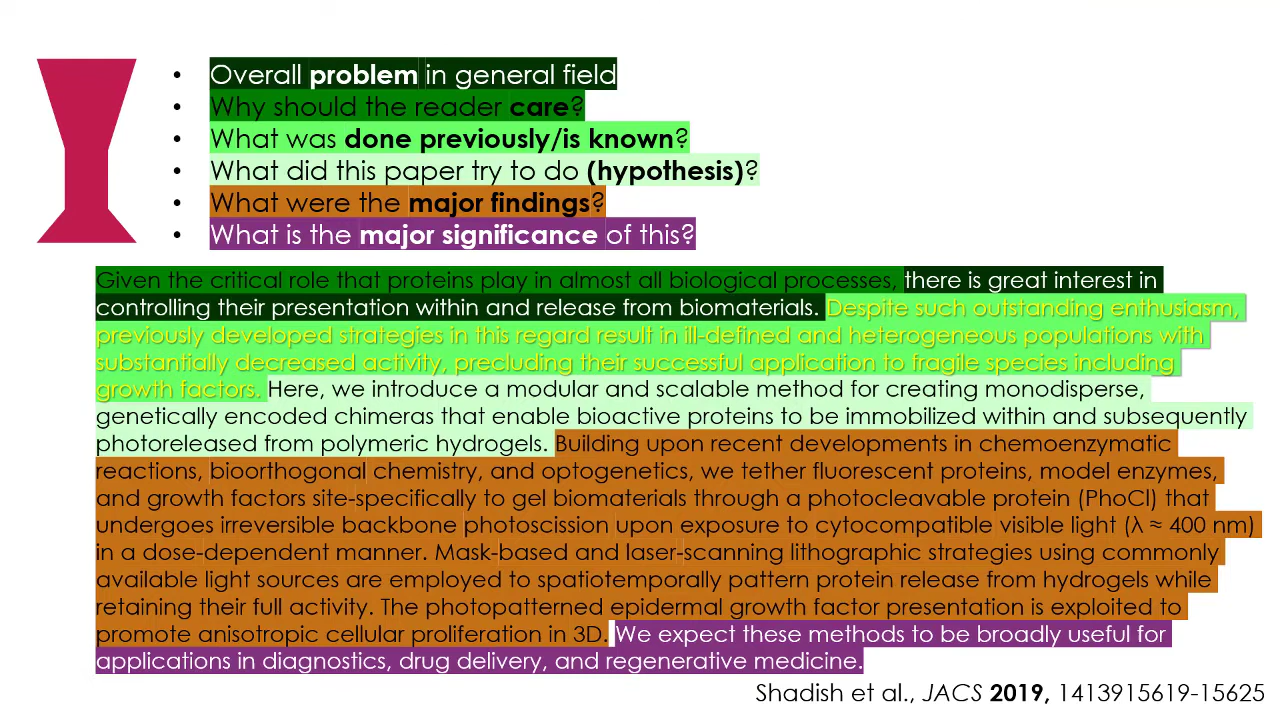 • Overall problem in general field
• Why should the reader care?
• What was done previously/is known?
• What did this paper try to do (hypothesis)?
• What were the major findings?
• What is the major significance of this?
Given the critical role that proteins play in almost all biological processes, there is great interest in
controlling their presentation within and release from biomaterials. Despite such outstanding enthusiasm,
previously developed strategies in this regard result in ill-defined and heterogeneous populations with
substantially decreased activity, precluding their successful application to fragile species including
growth factors. Here, we introduce a modular and scalable method for creating monodisperse,
genetically encoded chimeras that enable bioactive proteins to be immobilized within and subsequently
photoreleased from polymeric hydrogels. Building upon recent developments in chemoenzymatic
reactions, bioorthogonal chemistry, and optogenetics, we tether fluorescent proteins, model enzymes,
and growth factors site-specifically to gel biomaterials through a photocleavable protein (PhoCl) that
undergoes irreversible backbone photoscission upon exposure to cytocompatible visible light (λ ≈ 400 nm)
in a dose-dependent manner. Mask-based and laser-scanning lithographic strategies using commonly
available light sources are employed to spatiotemporally pattern protein release from hydrogels while
retaining their full activity. The photopatterned epidermal growth factor presentation is exploited to
promote anisotropic cellular proliferation in 3D. We expect these methods to be broadly useful for
applications in diagnostics, drug delivery, and regenerative medicine.
Shadish et al., JACS 2019, 1413915619-15625